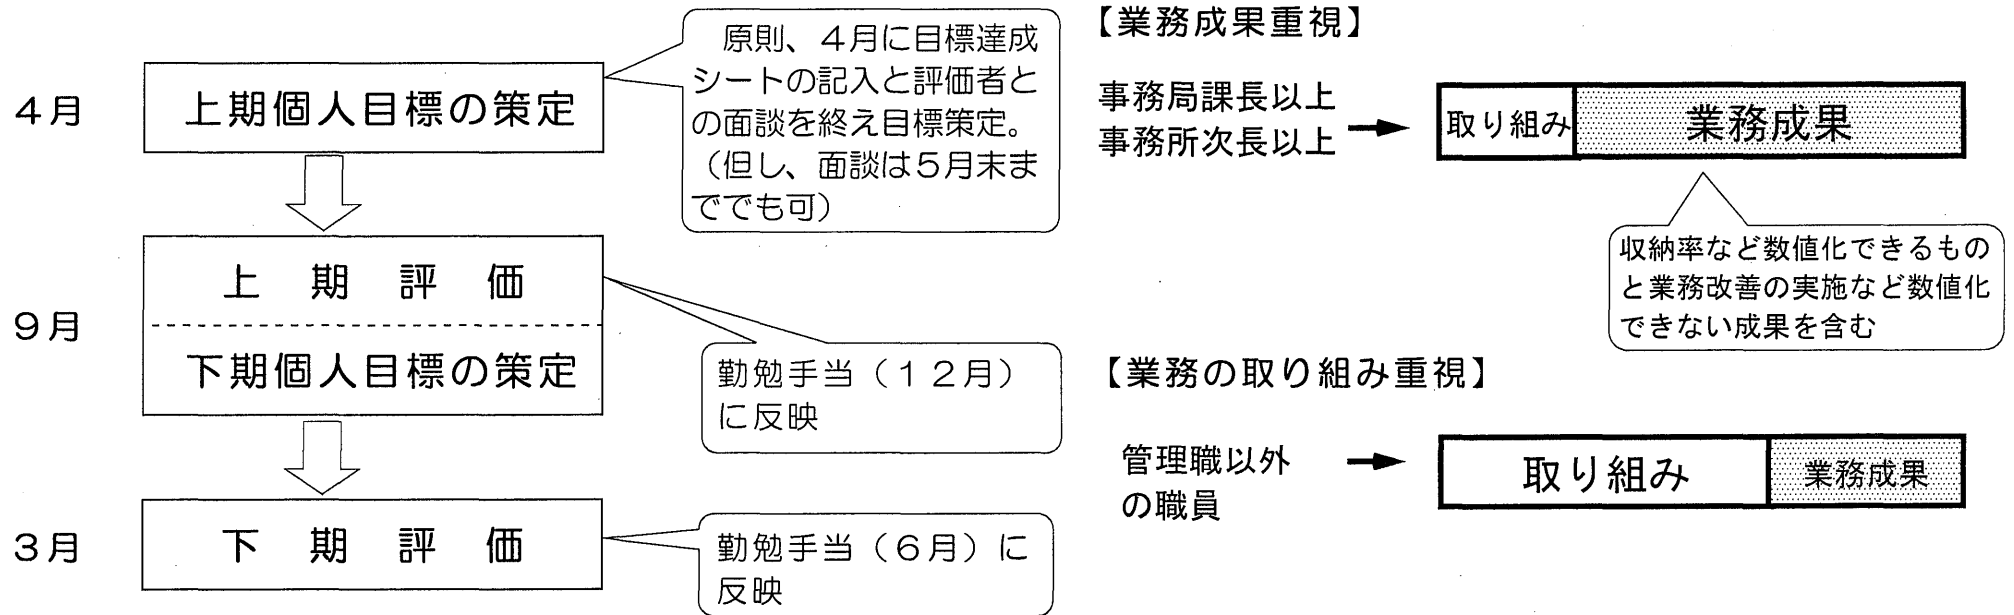 4月
上期個人目標の策定
原則、4月に目標達成
シートの記入と評価者と
の面談を終え目標策定。
(但し、面談は5月末ま
ででも可)
9月
上 期 評 価
下期個人目標の策定
勤勉手当(12月)
に反映
3月
下 期 評 価
勤勉手当(6月)に
反映
【業務成果重視】
事務局課長以上
事務所次長以上
取り組み
業務成果
収納率など数値化できるもの
と業務改善の実施など数値化
できない成果を含む
【業務の取り組み重視】
管理職以外
の職員
取り組み
業務成果